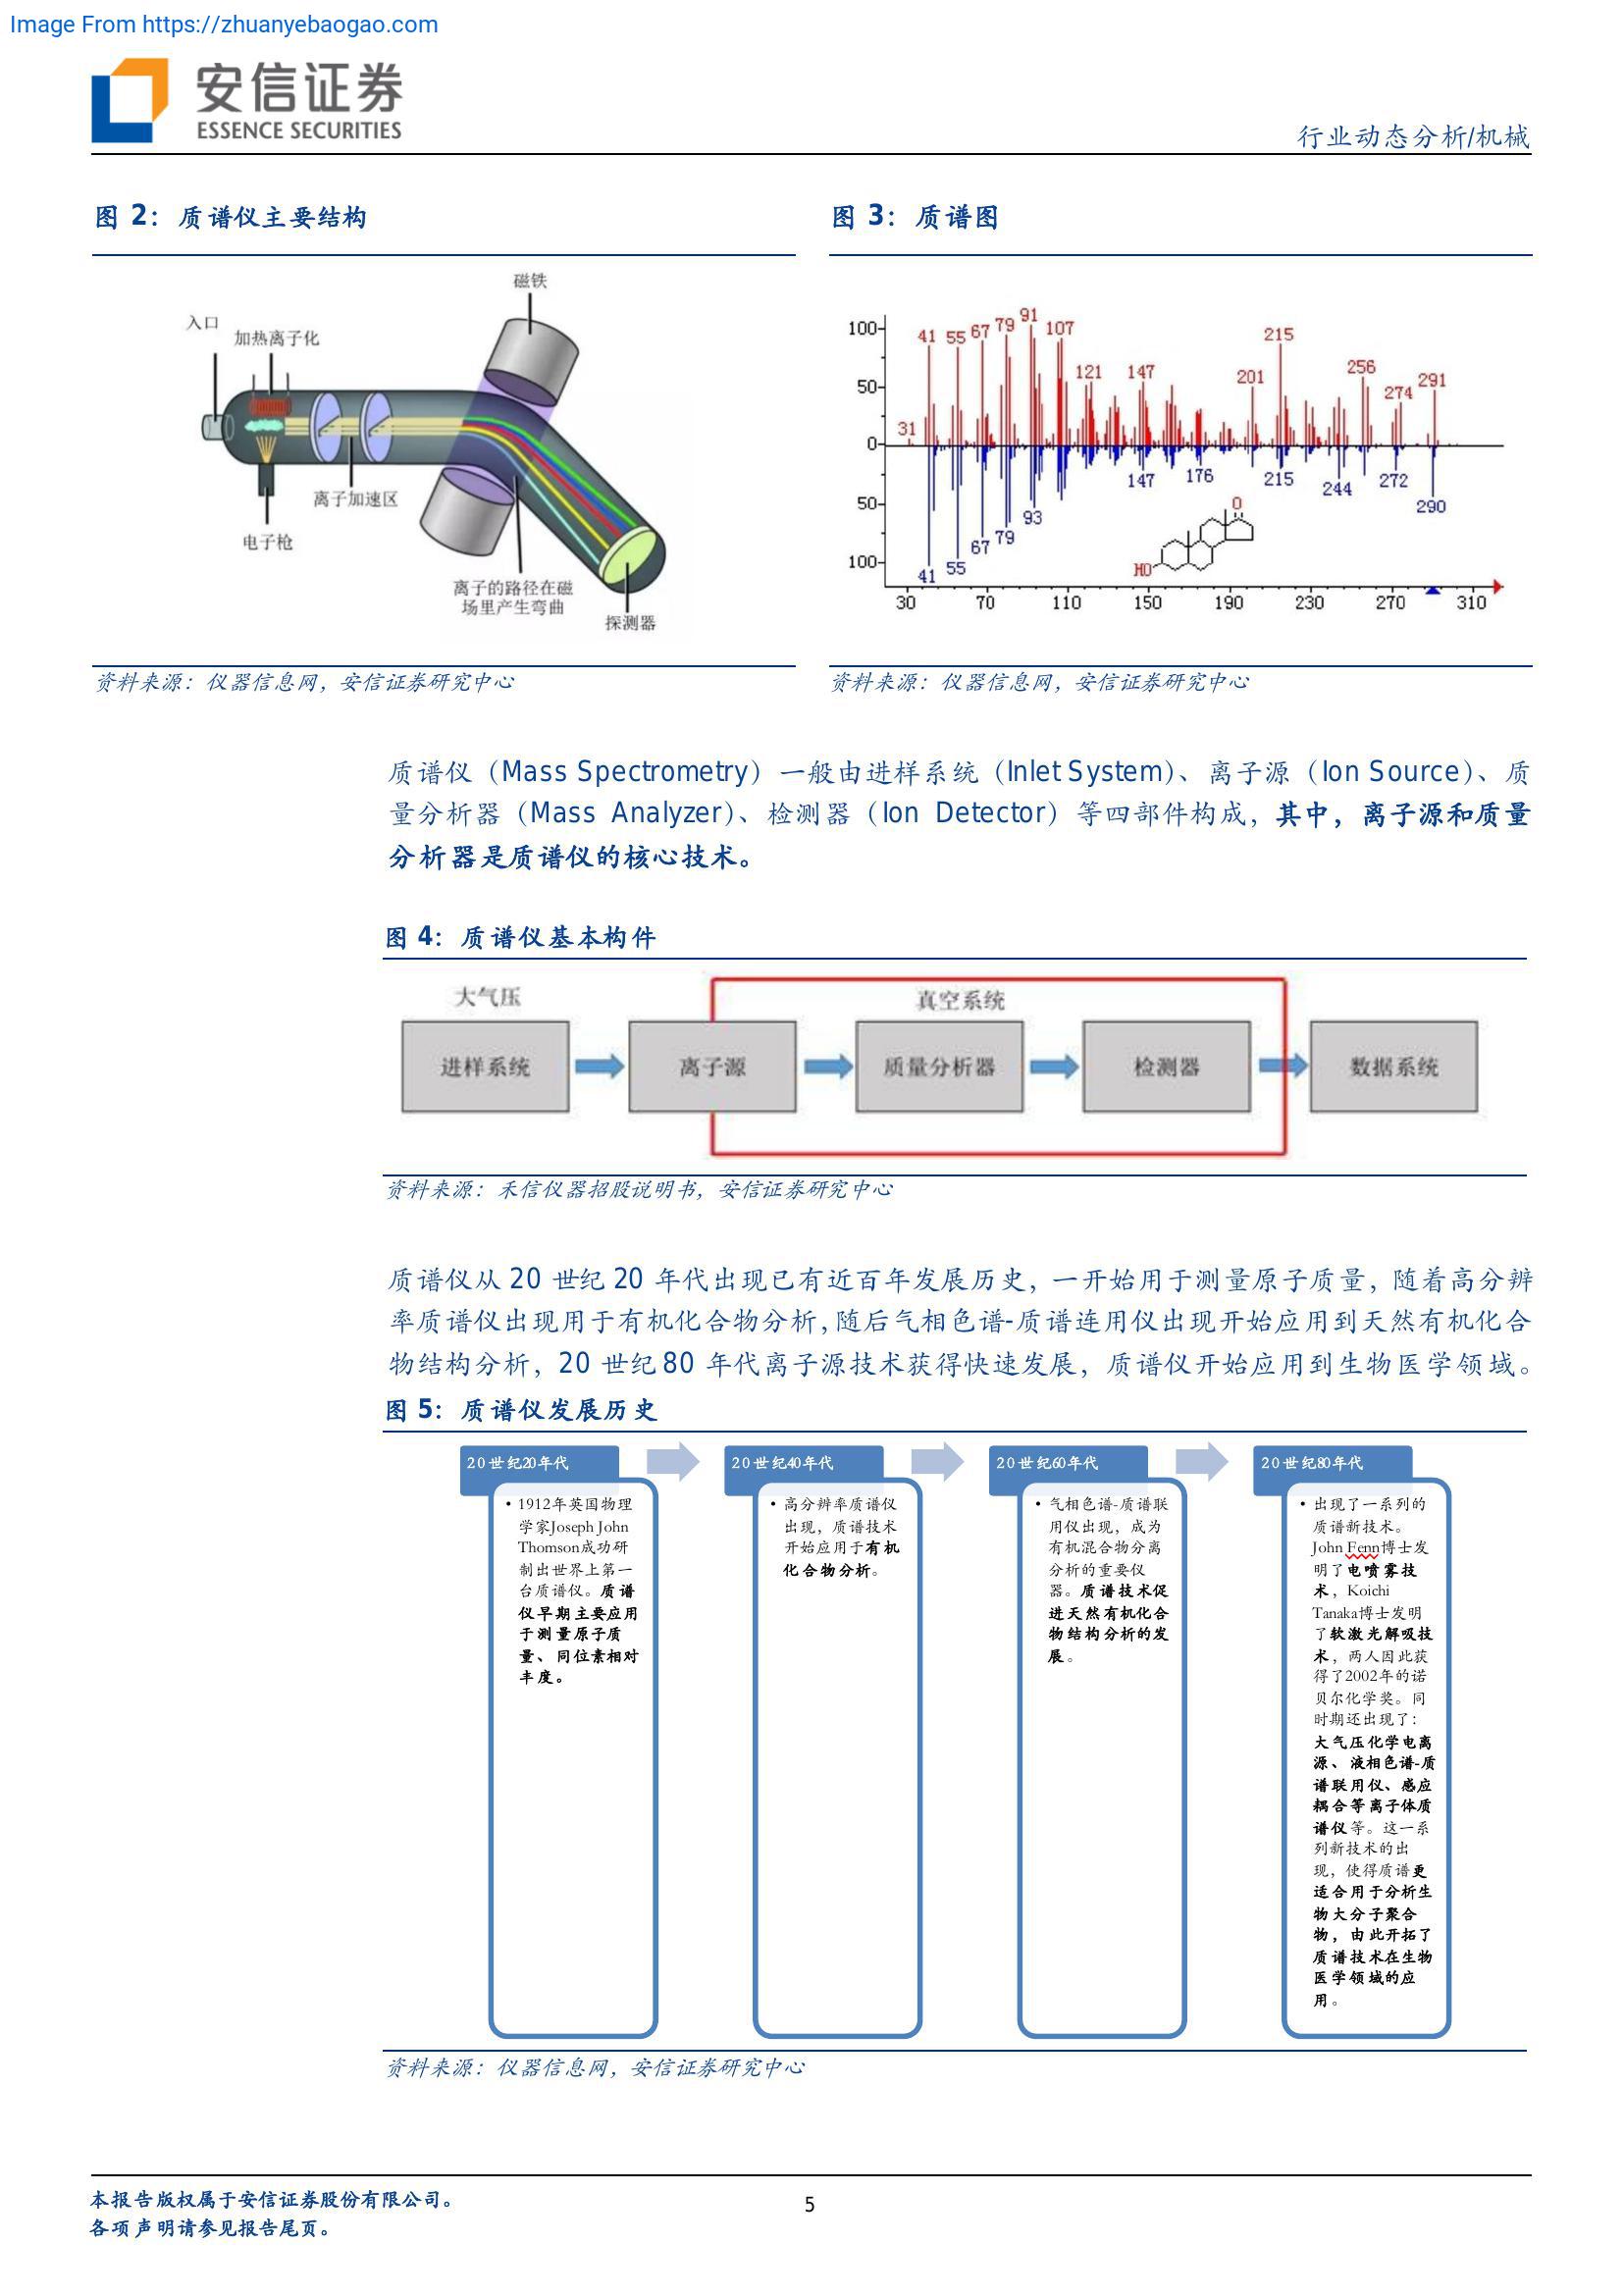 Image From https://zhuanyebaogao.com
安信证券
ESSENCE SECURITIES
行业动态分析/机械
图 2：质谱仪主要结构
磁铁
入口
加热离子化
离子加速区
电子枪
离子的路径在磁
场里产生弯曲
探测器
资料来源：仪器信息网，安信证券研究中心
图 3：质谱图
100
50
0
50
100
31
41
55
67
79
91
107
121
147
201
215
256
274
291
41
55
67
79
93
147
176
215
244
272
290
O
HO
30 70 110 150 190 230 270 310
资料来源：仪器信息网，安信证券研究中心
质谱仪（Mass Spectrometry）一般由进样系统（Inlet System）、离子源（Ion Source）、质
量分析器（Mass Analyzer）、检测器（Ion Detector）等四部件构成，其中，离子源和质量
分析器是质谱仪的核心技术。
图 4：质谱仪基本构件
大气压
真空系统
进样系统
离子源
质量分析器
检测器
数据系统
资料来源：禾信仪器招股说明书，安信证券研究中心
质谱仪从 20 世纪 20 年代出现已有近百年发展历史，一开始用于测量原子质量，随着高分辨
率质谱仪出现用于有机化合物分析，随后气相色谱-质谱连用仪出现开始应用到天然有机化合
物结构分析，20 世纪 80 年代离子源技术获得快速发展，质谱仪开始应用到生物医学领域。
图 5：质谱仪发展历史
20世纪20年代
• 1912年英国物理
学家Joseph John
Thomson成功研
制出世界上第一
台质谱仪。质谱
仪早期主要应用
于测量原子质
量、同位素相对
丰度。
20世纪40年代
• 高分辨率质谱仪
出现，质谱技术
开始应用于有机
化合物分析。
20世纪60年代
• 气相色谱-质谱联
用仪出现，成为
有机混合物分离
分析的重要仪
器。质谱技术促
进天然有机化合
物结构分析的发
展。
20世纪80年代
• 出现了一系列的
质谱新技术。
John Fenn博士发
明了电喷雾技
术，Koichi
Tanaka博士发明
了软激光解吸技
术，两人因此获
得了2002年的诺
贝尔化学奖。同
时期还出现了：
大气压化学电离
源、液相色谱-质
谱联用仪、感应
耦合等离子体质
谱仪等。这一系
列新技术的出
现，使得质谱更
适合用于分析生
物大分子聚合
物，由此开拓了
质谱技术在生物
医学领域的应
用。
资料来源：仪器信息网，安信证券研究中心
本报告版权属于安信证券股份有限公司。
各项声明请参见报告尾页。
5